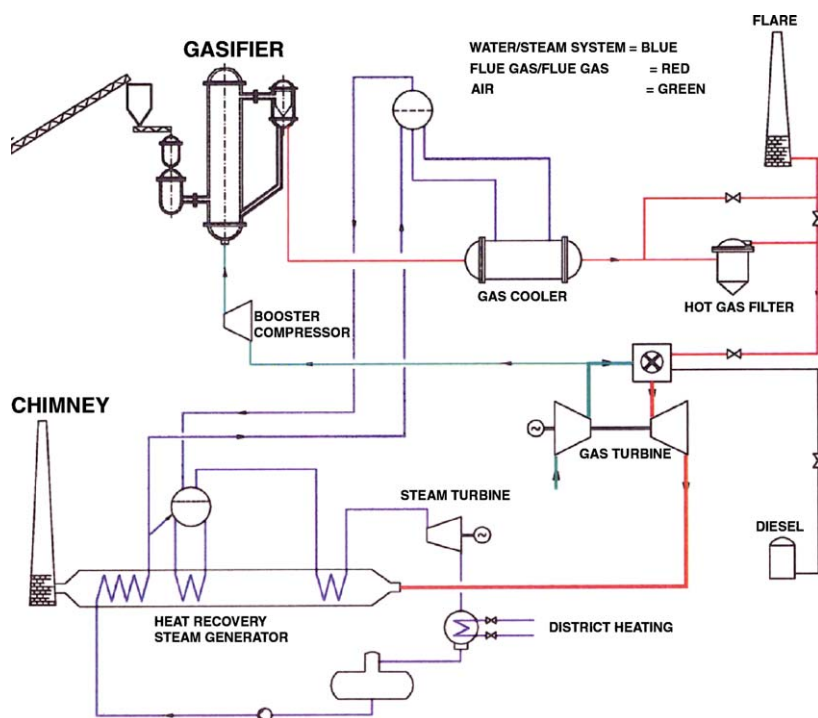 GASIFIER
WATER/STEAM SYSTEM = BLUE
FLUE GAS/FLUE GAS = RED
AIR = GREEN
FLARE
GAS COOLER
HOT GAS FILTER
BOOSTER
COMPRESSOR
CHIMNEY
GAS TURBINE
STEAM TURBINE
DIESEL
HEAT RECOVERY
STEAM GENERATOR
DISTRICT HEATING